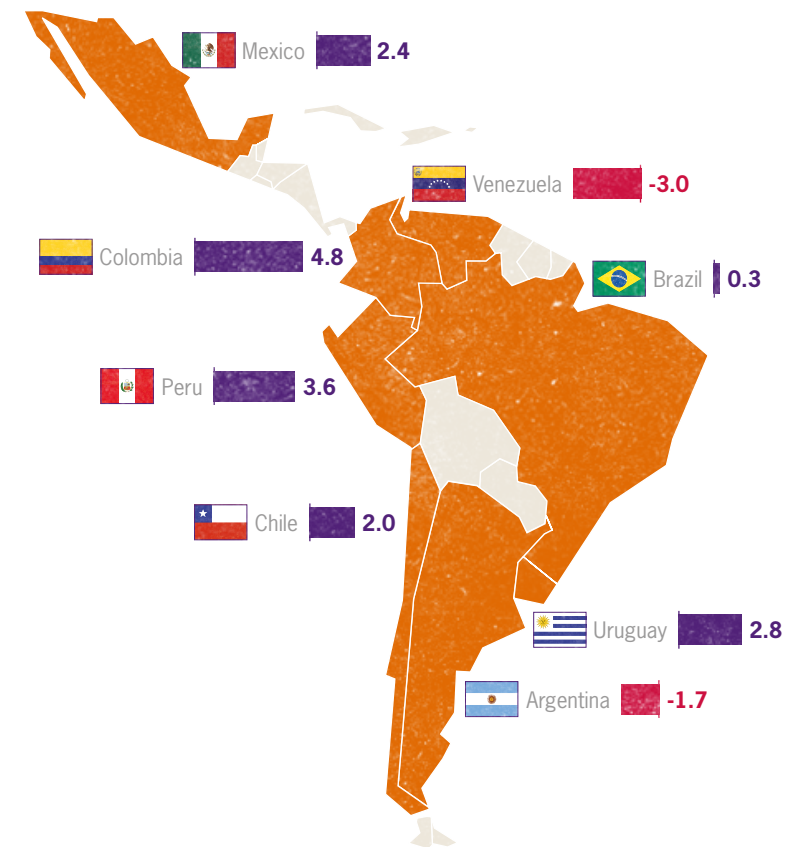 Mexico 2.4
Venezuela -3.0
Colombia 4.8
Brazil 0.3
Peru 3.6
Chile 2.0
Uruguay 2.8
Argentina -1.7